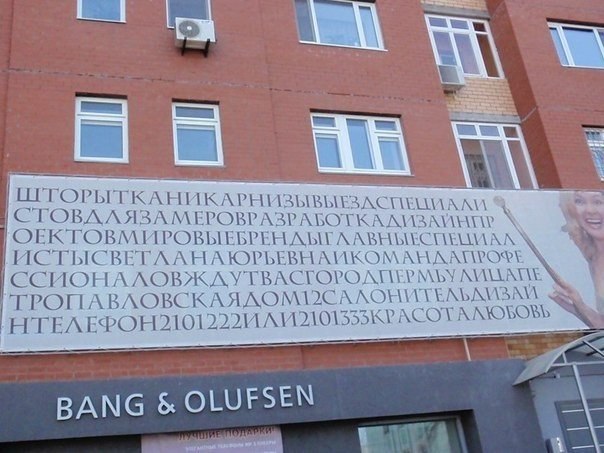 ШТОРЫТКАНИКАРНИЗЫВЫЕЗДСПЕЦИАЛИ
СТОВДЛЯЗАМЕРОВРАЗРАБОТКАДИЗАЙНПР
ОЕКТОВМИРОВЫЕБРЕНДЫГЛАВНЫЕСПЕЦИАЛ
ИСТЫСВЕТЛАНАЮРЬЕВНАИКОМАНДАПРОФЕ
ССИОНАЛОВЖДУТВАСГОРОДПЕРМЬУЛИЦАПЕ
ТРОПАВЛОВСКАЯДОМ12САЛОНИТЕЛЬДИЗАЙ
НТЕЛЕФОН2101222ИЛИ2101333КРАСОТАЛЮБОВЬ
BANG & OLUFSEN
ЛУЧШИЕ ПОДАРКИ